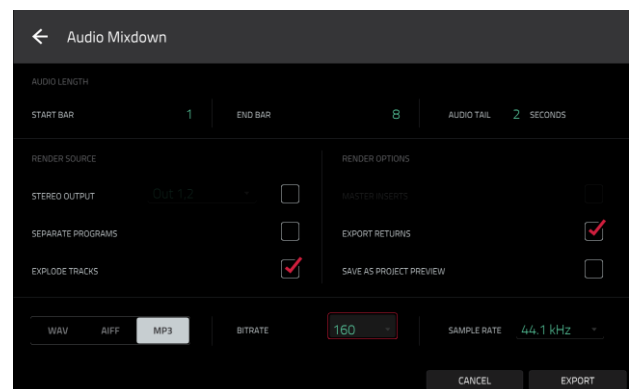 Audio Mixdown
AUDIO LENGTH
START BAR 1 END BAR 8 AUDIO TAIL 2 SECONDS
RENDER SOURCE RENDER OPTIONS
STEREO OUTPUT Out 1,2 MASTER INSERTS
SEPARATE PROGRAMS EXPORT RETURNS
EXPLODE TRACKS SAVE AS PROJECT PREVIEW
WAV AIFF MP3 BITRATE 160 SAMPLE RATE 44.1 kHz
CANCEL EXPORT